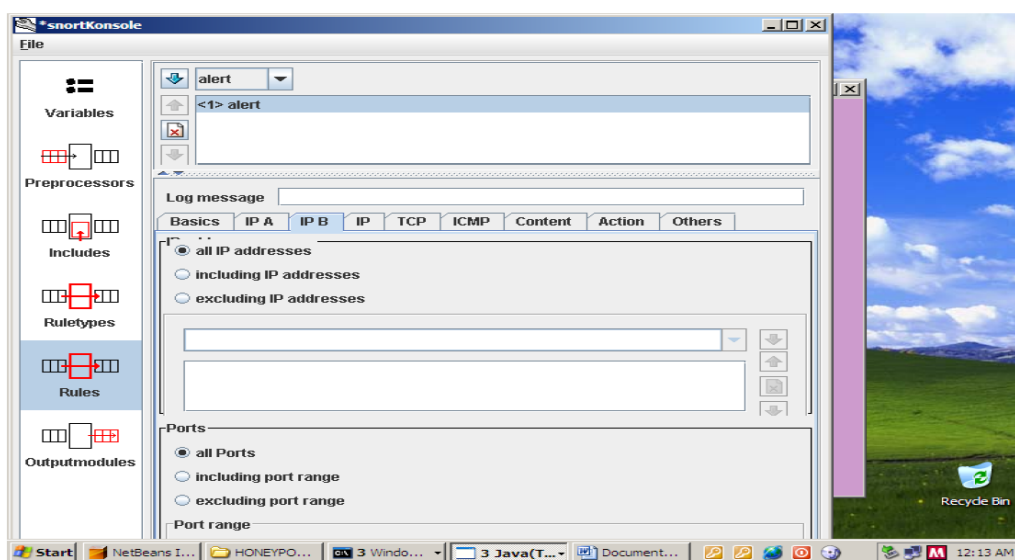 *snortKonsole
File
Variables
Preprocessors
Includes
Ruletypes
Rules
Outputmodules
alert
<1> alert
Log message
Basics IP A IP B IP TCP ICMP Content Action Others
all IP addresses
including IP addresses
excluding IP addresses
Ports
all Ports
including port range
excluding port range
Port range
Recycle Bin
Start NetBeans I... HONEYPO... 3 Windo... 3 Java(T... Document... 12:13 AM